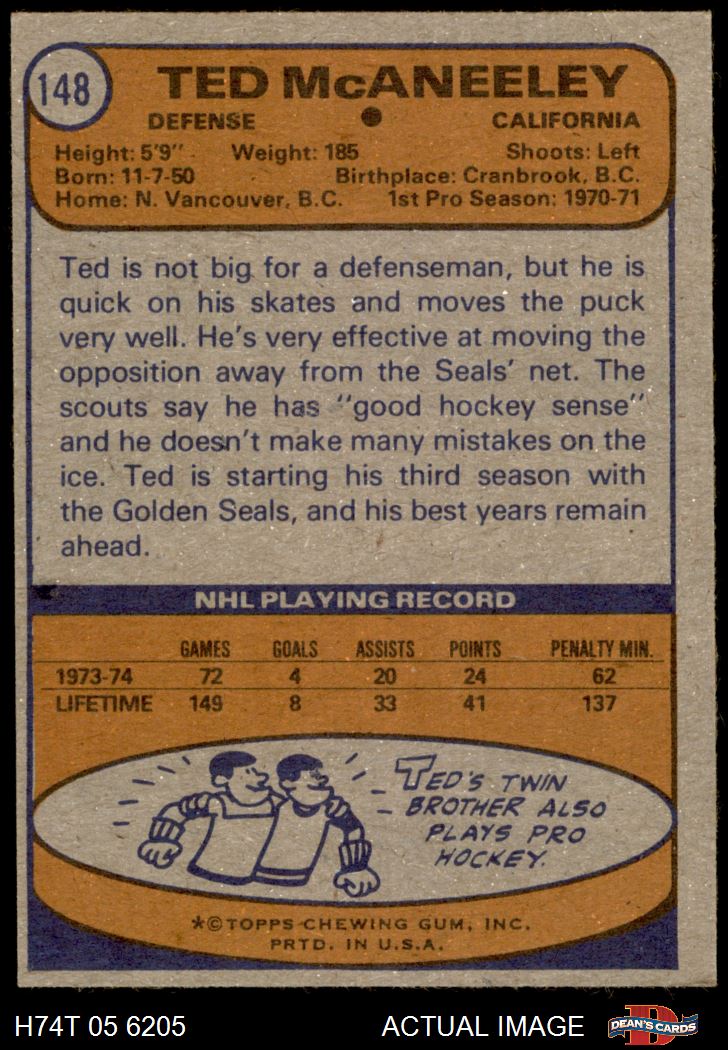 148
TED McANEELEY
DEFENSE CALIFORNIA
Height: 5'9" Weight: 185 Shoots: Left
Born: 11-7-50 Birthplace: Cranbrook, B.C.
Home: N. Vancouver, B.C. 1st Pro Season: 1970-71
Ted is not big for a defenseman, but he is
quick on his skates and moves the puck
very well. He's very effective at moving the
opposition away from the Seals' net. The
scouts say he has "good hockey sense"
and he doesn't make many mistakes on the
ice. Ted is starting his third season with
the Golden Seals, and his best years remain
ahead.
NHL PLAYING RECORD
GAMES GOALS ASSISTS POINTS PENALTY MIN.
1973-74 72 4 20 24 62
LIFETIME 149 8 33 41 137
TED'S TWIN
BROTHER ALSO
PLAYS PRO
HOCKEY.
*©TOPPS CHEWING GUM, INC.
PRTD. IN U.S.A.
H74T 05 6205 ACTUAL IMAGE D DEAN'S CARDS